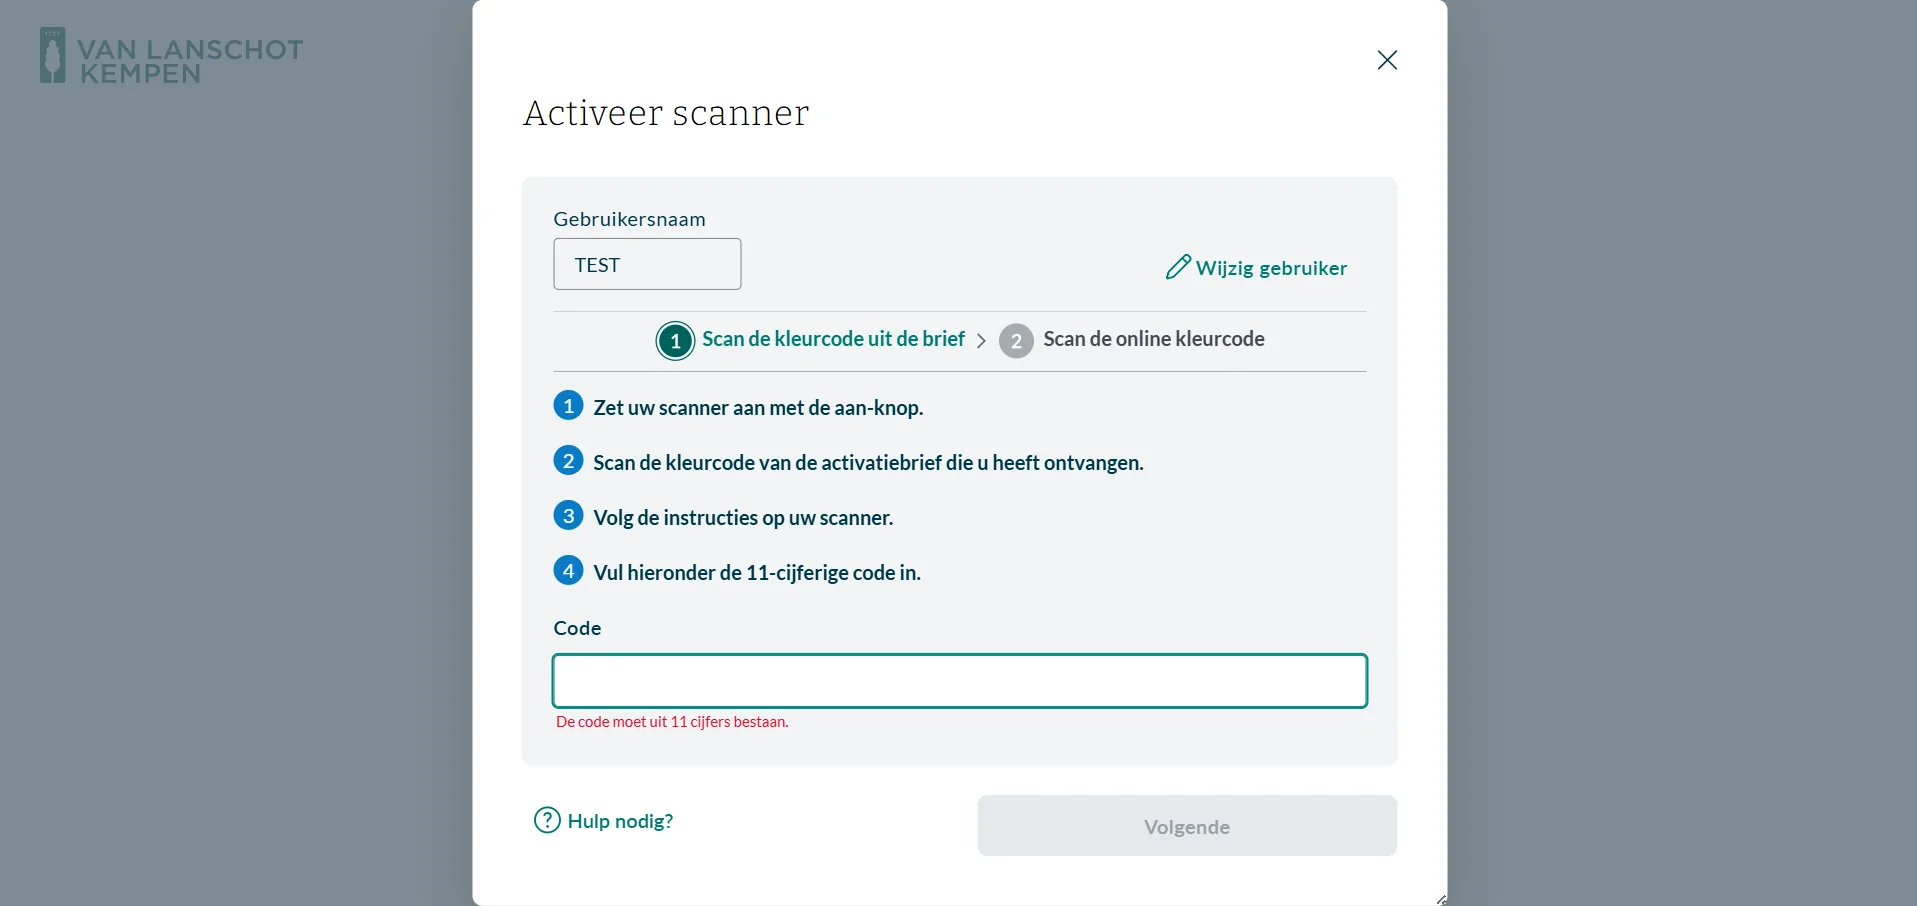 1737
VAN LANSCHOT
KEMPEN
Activeer scanner
Gebruikersnaam
TEST
Wijzig gebruiker
1 Scan de kleurcode uit de brief > 2 Scan de online kleurcode
1 Zet uw scanner aan met de aan-knop.
2 Scan de kleurcode van de activatiebrief die u heeft ontvangen.
3 Volg de instructies op uw scanner.
4 Vul hieronder de 11-cijferige code in.
Code
De code moet uit 11 cijfers bestaan.
? Hulp nodig?
Volgende